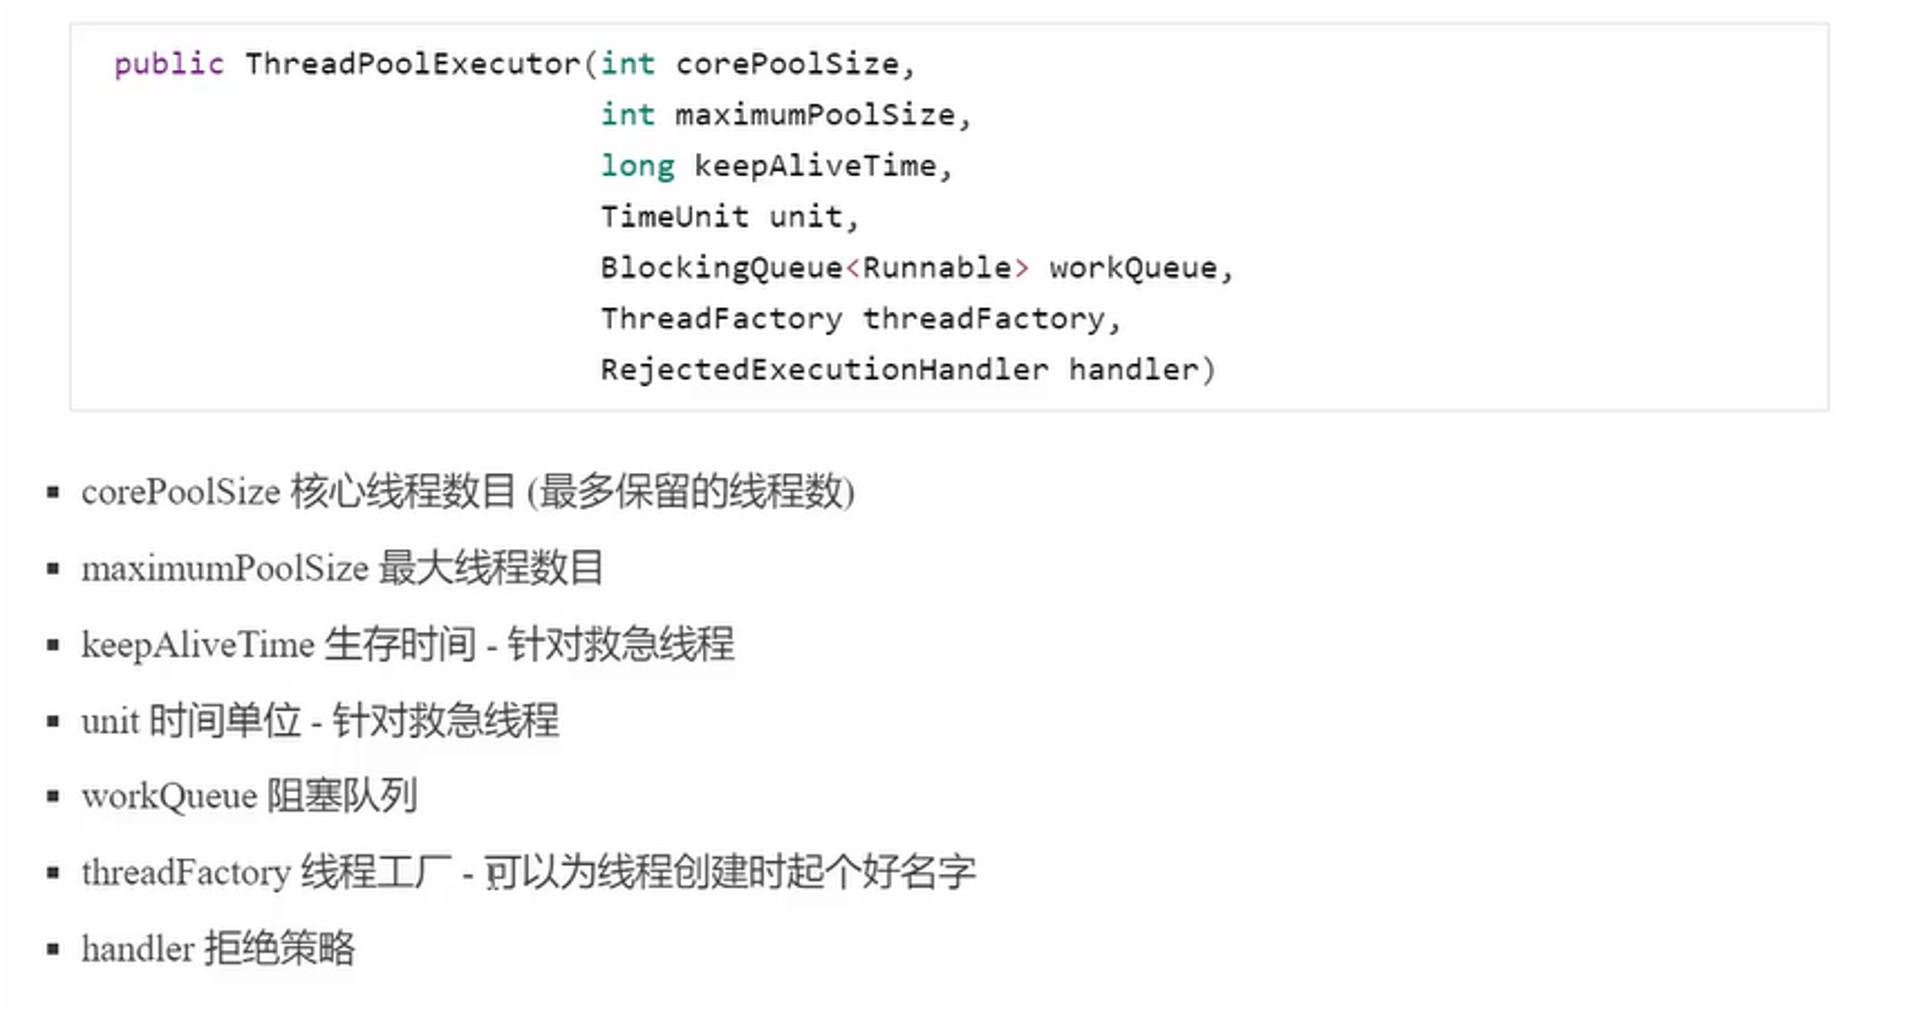 public ThreadPoolExecutor(int corePoolSize,
int maximumPoolSize,
long keepAliveTime,
TimeUnit unit,
BlockingQueue<Runnable> workQueue,
ThreadFactory threadFactory,
RejectedExecutionHandler handler)
▪ corePoolSize 核心线程数目 (最多保留的线程数)
▪ maximumPoolSize 最大线程数目
▪ keepAliveTime 生存时间 - 针对救急线程
▪ unit 时间单位 - 针对救急线程
▪ workQueue 阻塞队列
▪ threadFactory 线程工厂 - 可以为线程创建时起个好名字
▪ handler 拒绝策略